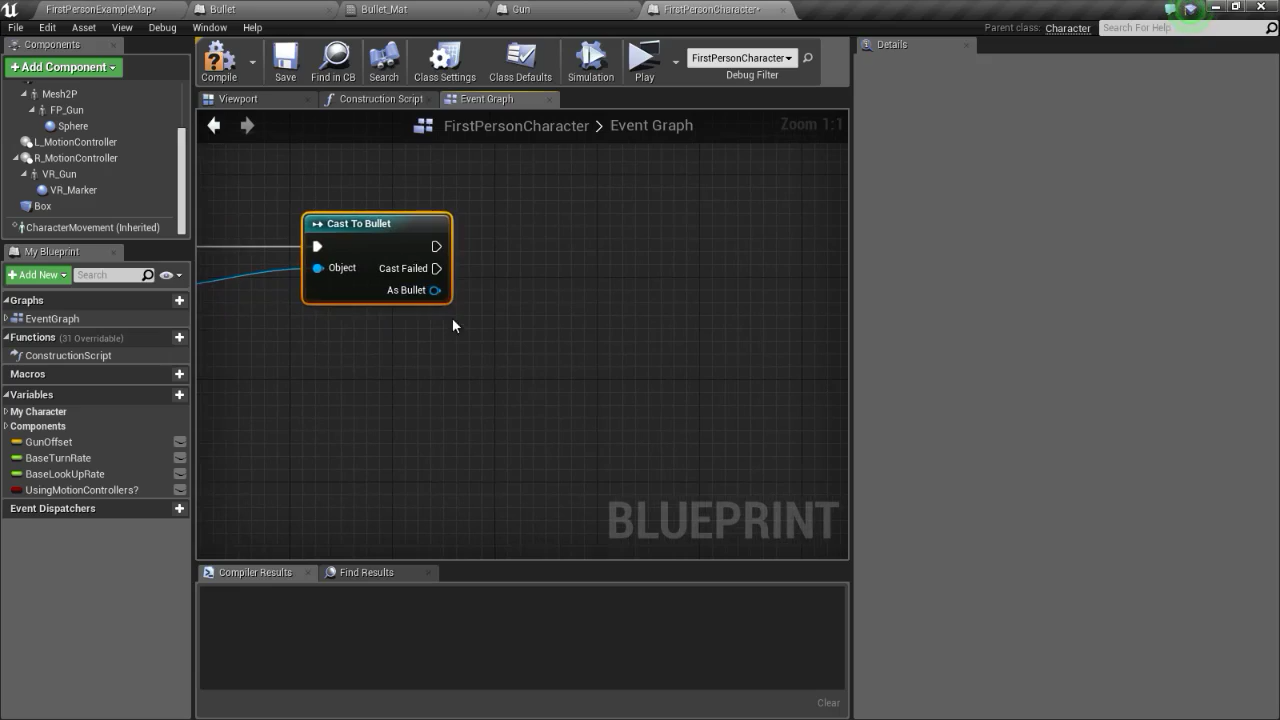 FirstPersonExampleMap*
Bullet
Bullet_Mat
Gun
FirstPersonCharacter*
File Edit Asset View Debug Window Help
Parent class: Character
Search For Help
Components
+ Add Component
Mesh2P
FP_Gun
Sphere
L_MotionController
R_MotionController
VR_Gun
VR_Marker
Box
CharacterMovement (Inherited)
My Blueprint
+ Add New
Search
Graphs
EventGraph
Functions (31 Overridable)
ConstructionScript
Macros
Variables
My Character
Components
GunOffset
BaseTurnRate
BaseLookUpRate
UsingMotionControllers?
Event Dispatchers
Compile
Save
Find in CB
Search
Class Settings
Class Defaults
Simulation
Play
FirstPersonCharacter
Debug Filter
Viewport
Construction Script
Event Graph
FirstPersonCharacter > Event Graph
Zoom 1:1
Cast To Bullet
Object
Cast Failed
As Bullet
BLUEPRINT
Compiler Results
Find Results
Clear
Details